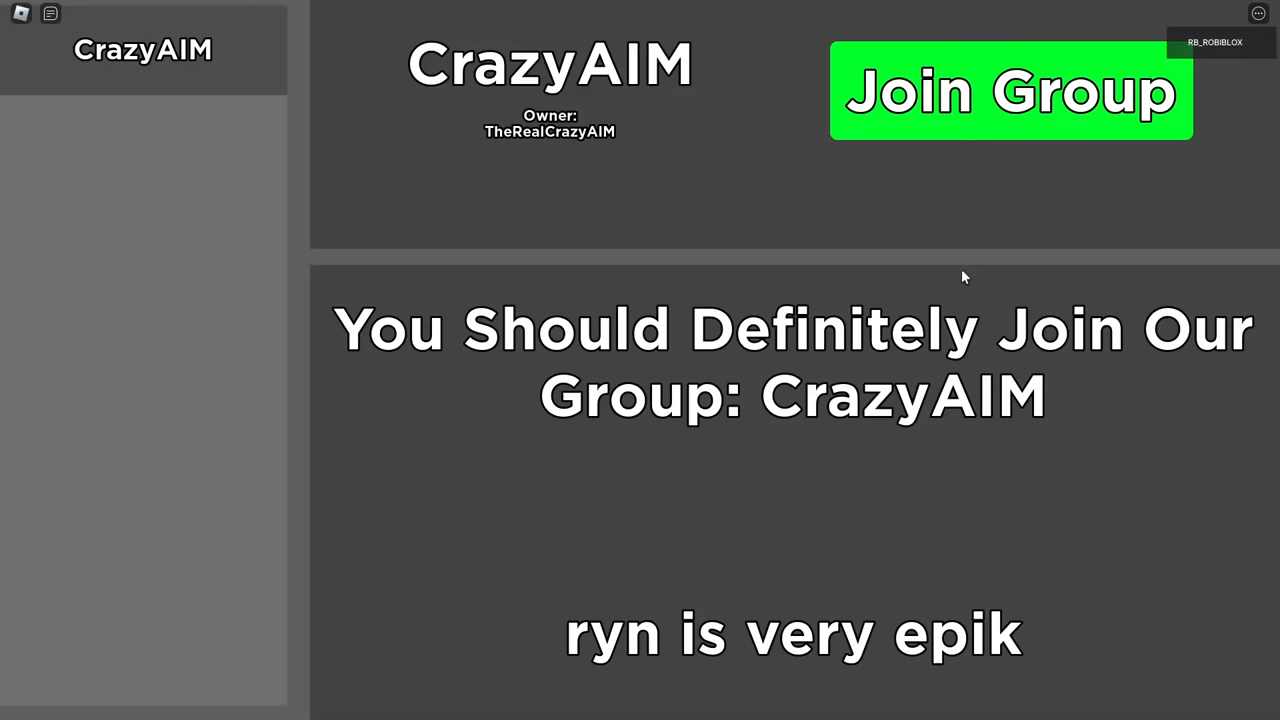 CrazyAIM
CrazyAIM
Owner:
TheRealCrazyAIM
Join Group
RB_ROBIBLOX
You Should Definitely Join Our
Group: CrazyAIM
ryn is very epik